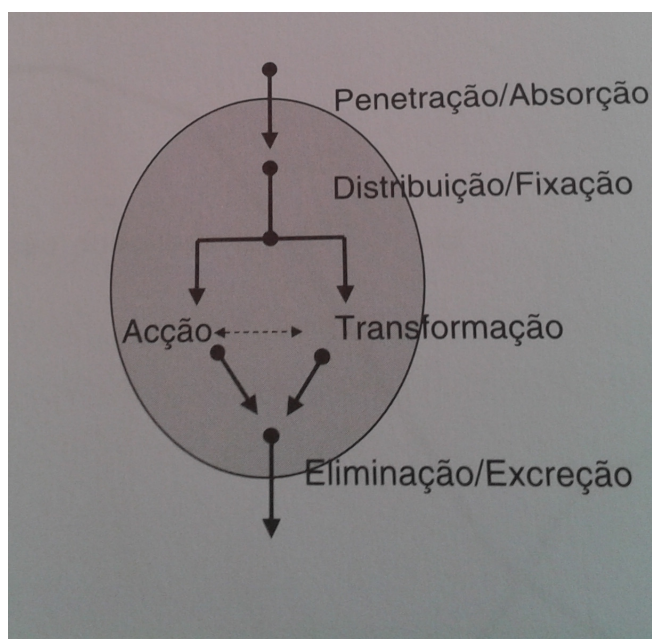 Penetração/Absorção
Distribuição/Fixação
Acção
Transformação
Eliminação/Excreção